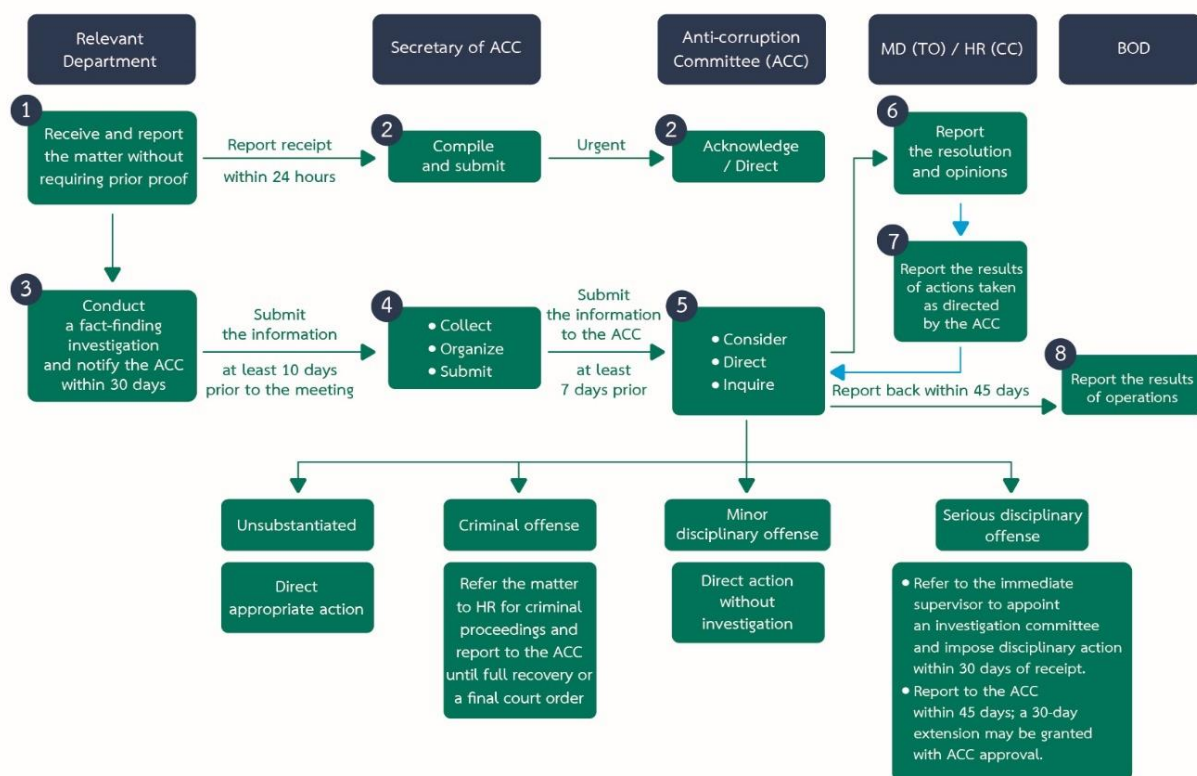 Relevant
Department
Secretary of ACC
Anti-corruption
Committee (ACC)
MD (TO) / HR (CC)
BOD
1
Receive and report
the matter without
requiring prior proof
Report receipt
within 24 hours
2
Compile
and submit
Urgent
2
Acknowledge
/ Direct
6
Report
the resolution
and opinions
7
Report the results
of actions taken
as directed
by the ACC
3
Conduct
a fact-finding
investigation
and notify the ACC
within 30 days
Submit
the information
at least 10 days
prior to the meeting
4
• Collect
• Organize
• Submit
Submit
the information
to the ACC
at least
7 days prior
5
• Consider
• Direct
• Inquire
Report back within 45 days
8
Report the results
of operations
Unsubstantiated
Direct
appropriate action
Criminal offense
Refer the matter
to HR for criminal
proceedings and
report to the ACC
until full recovery or
a final court order
Minor
disciplinary offense
Direct action
without
investigation
Serious disciplinary
offense
• Refer to the immediate
supervisor to appoint
an investigation committee
and impose disciplinary action
within 30 days of receipt.
• Report to the ACC
within 45 days; a 30-day
extension may be granted
with ACC approval.